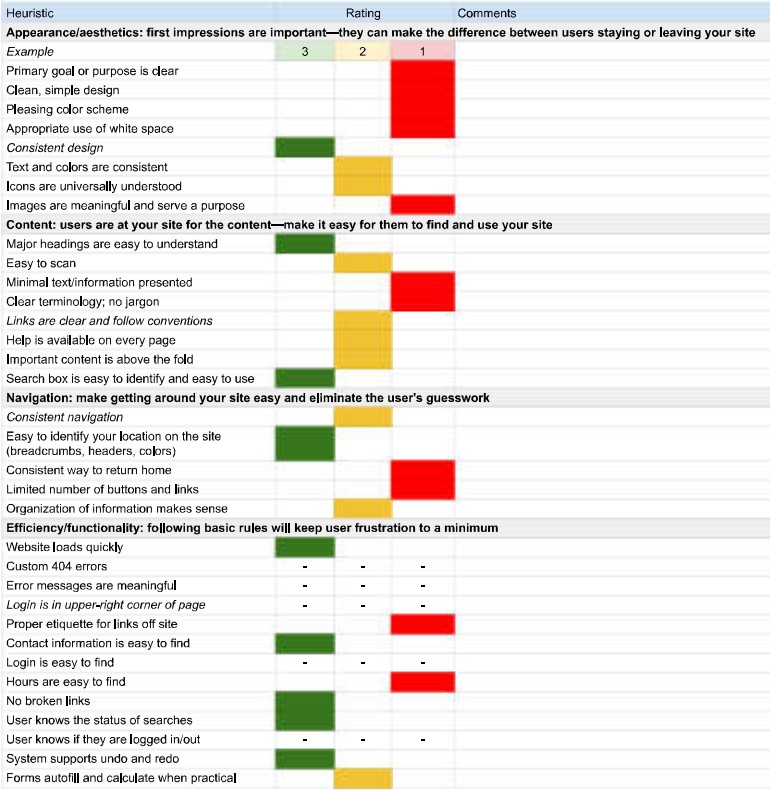 Heuristic Rating Comments
Appearance/aesthetics: first impressions are important—they can make the difference between users staying or leaving your site
Example 3 2 1
Primary goal or purpose is clear
Clean, simple design
Pleasing color scheme
Appropriate use of white space
Consistent design
Text and colors are consistent
Icons are universally understood
Images are meaningful and serve a purpose
Content: users are at your site for the content—make it easy for them to find and use your site
Major headings are easy to understand
Easy to scan
Minimal text/information presented
Clear terminology; no jargon
Links are clear and follow conventions
Help is available on every page
Important content is above the fold
Search box is easy to identify and easy to use
Navigation: make getting around your site easy and eliminate the user's guesswork
Consistent navigation
Easy to identify your location on the site
(breadcrumbs, headers, colors)
Consistent way to return home
Limited number of buttons and links
Organization of information makes sense
Efficiency/functionality: following basic rules will keep user frustration to a minimum
Website loads quickly
Custom 404 errors - - -
Error messages are meaningful - - -
Login is in upper-right corner of page - - -
Proper etiquette for links off site
Contact information is easy to find
Login is easy to find - - -
Hours are easy to find
No broken links
User knows the status of searches
User knows if they are logged in/out - - -
System supports undo and redo
Forms autofill and calculate when practical